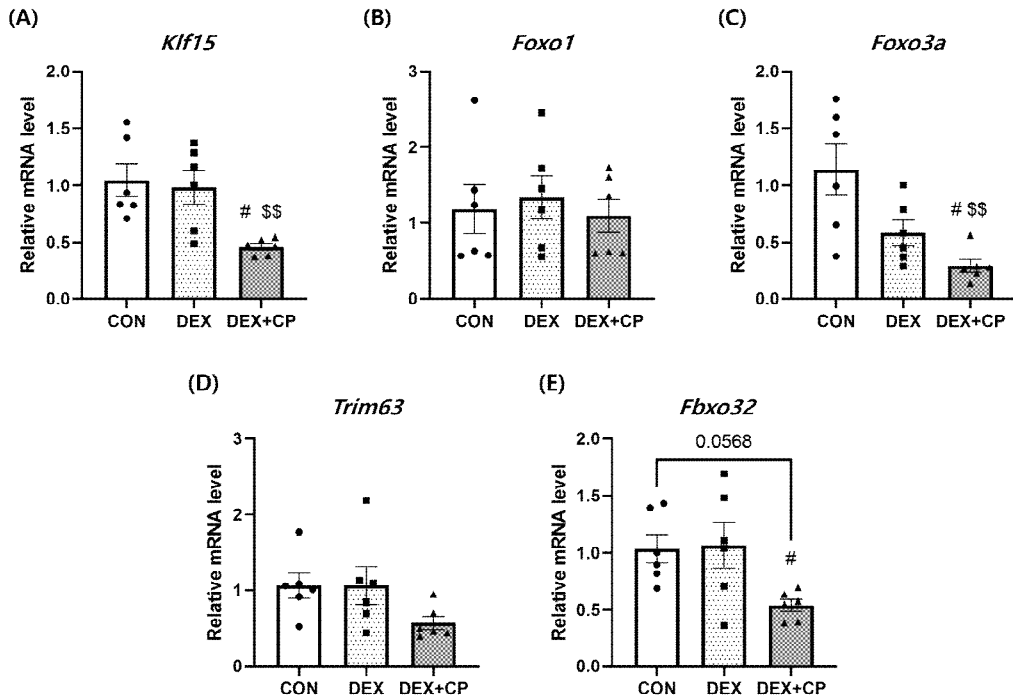 (A)
Klf15
Relative mRNA level
2.0
1.5
1.0
0.5
0.0
# $$
CON DEX DEX+CP
(B)
Foxo1
Relative mRNA level
3
2
1
0
CON DEX DEX+CP
(C)
Foxo3a
Relative mRNA level
2.0
1.5
1.0
0.5
0.0
# $$
CON DEX DEX+CP
(D)
Trim63
Relative mRNA level
3
2
1
0
CON DEX DEX+CP
(E)
Fbxo32
0.0568
Relative mRNA level
2.0
1.5
1.0
0.5
0.0
#
CON DEX DEX+CP